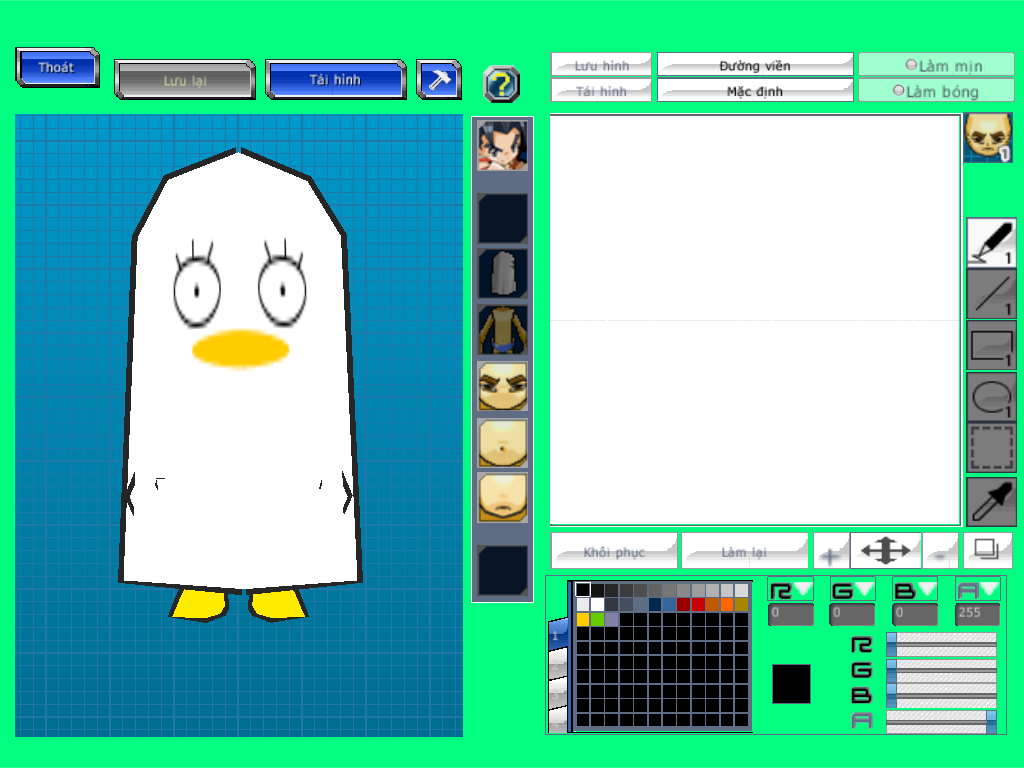 Thoát
Lưu lại
Tải hình
?
Lưu hình
Đường viền
Làm mịn
Tải hình
Mặc định
Làm bóng
1
1
1
1
1
Khôi phục
Làm lại
R G B A
0 0 0 255
1
R
G
B
A